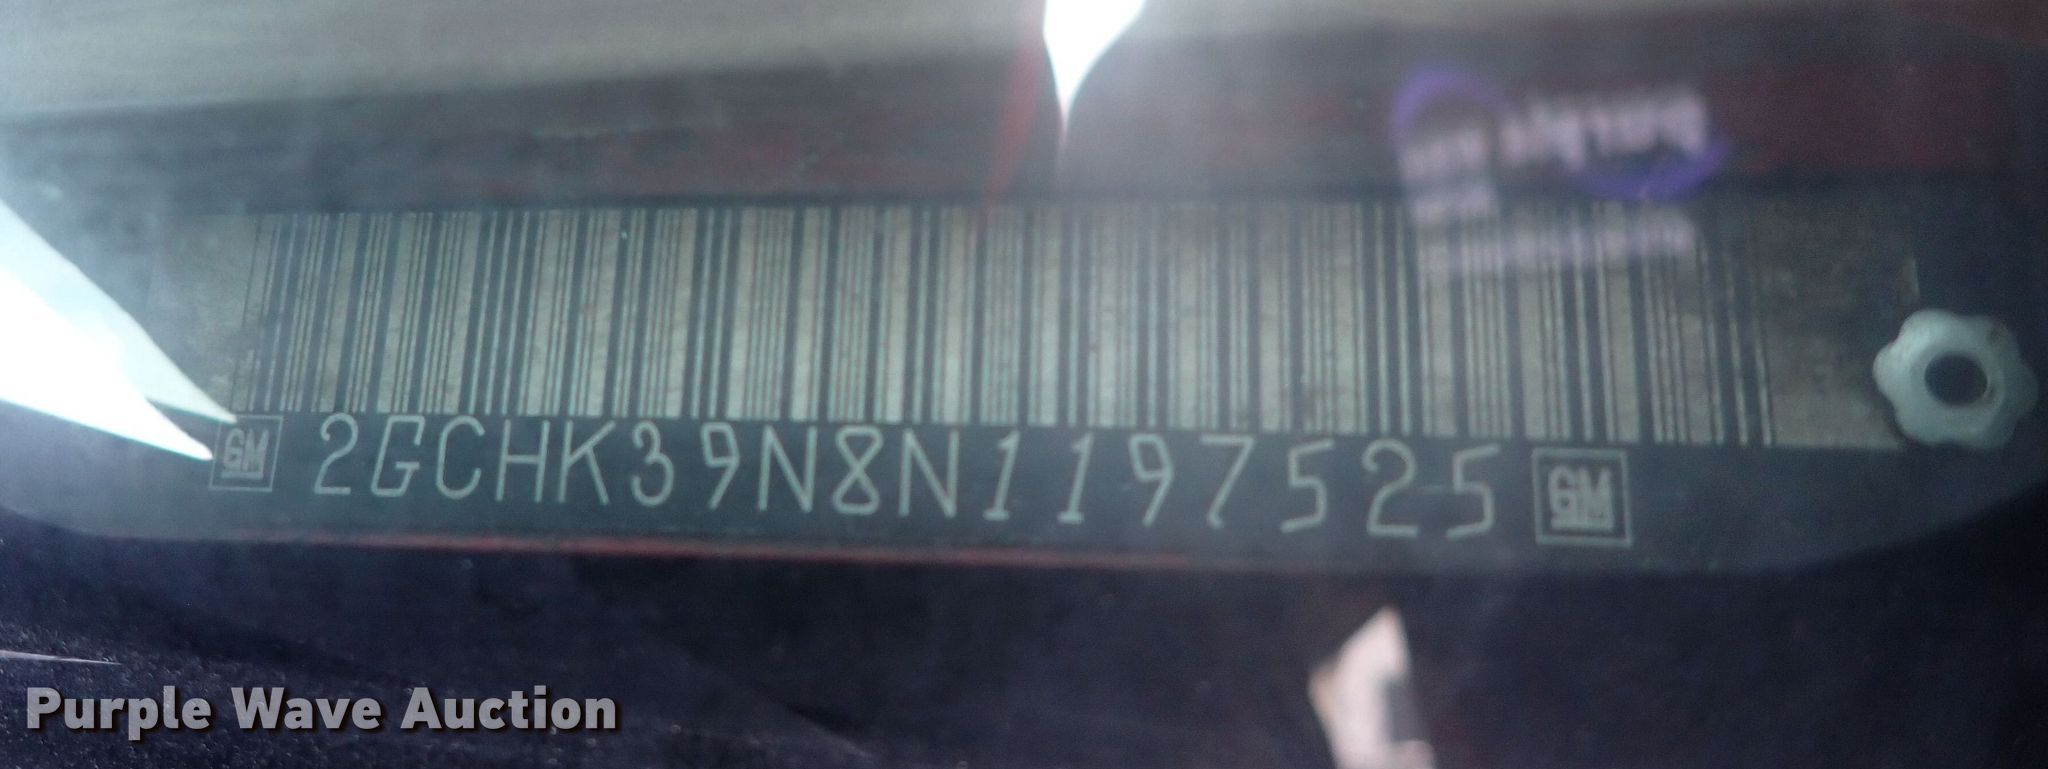 GM 2GCHK39N8N1197525 GM
Purple Wave Auction